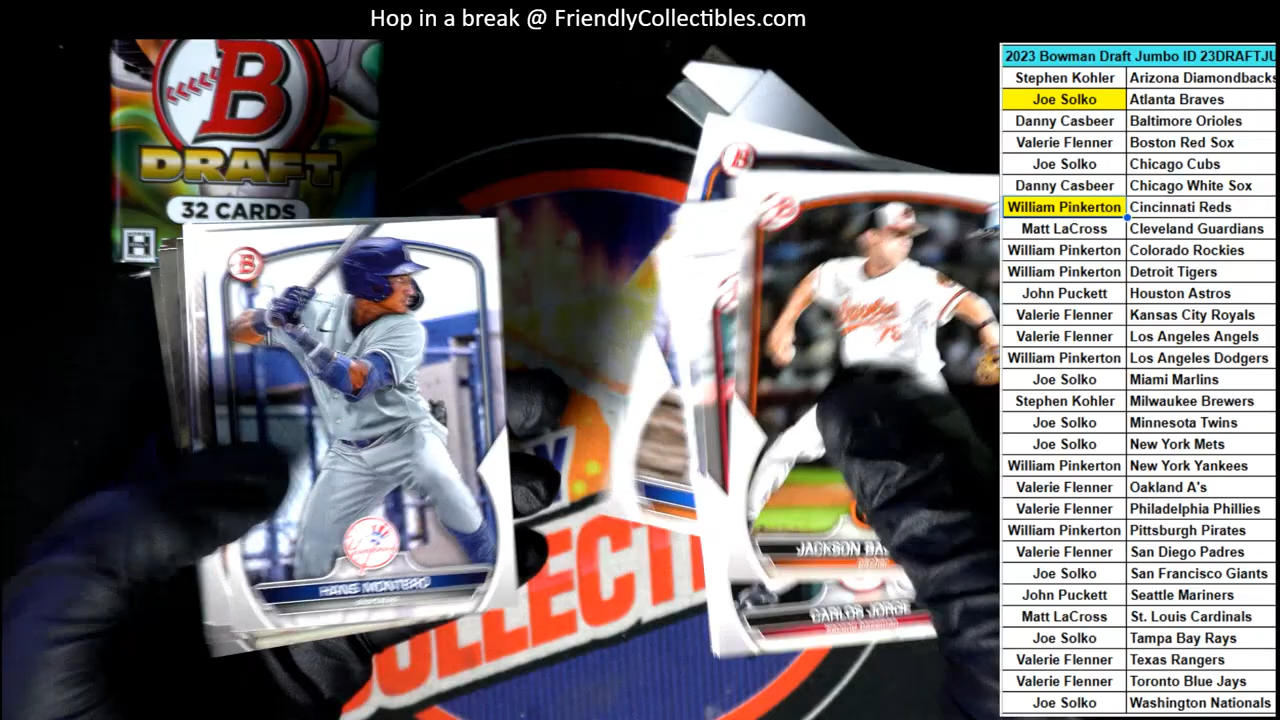 Hop in a break @ FriendlyCollectibles.com
B
DRAFT
32 CARDS
HANS MONTERO
JACKSON BA
CARLOS JORGE
SECOND BASEMAN
COLLECTI
2023 Bowman Draft Jumbo ID 23DRAFTJU
Stephen Kohler Arizona Diamondbacks
Joe Solko Atlanta Braves
Danny Casbeer Baltimore Orioles
Valerie Flenner Boston Red Sox
Joe Solko Chicago Cubs
Danny Casbeer Chicago White Sox
William Pinkerton Cincinnati Reds
Matt LaCross Cleveland Guardians
William Pinkerton Colorado Rockies
William Pinkerton Detroit Tigers
John Puckett Houston Astros
Valerie Flenner Kansas City Royals
Valerie Flenner Los Angeles Angels
William Pinkerton Los Angeles Dodgers
Joe Solko Miami Marlins
Stephen Kohler Milwaukee Brewers
Joe Solko Minnesota Twins
Joe Solko New York Mets
William Pinkerton New York Yankees
Valerie Flenner Oakland A's
Valerie Flenner Philadelphia Phillies
William Pinkerton Pittsburgh Pirates
Valerie Flenner San Diego Padres
Joe Solko San Francisco Giants
John Puckett Seattle Mariners
Matt LaCross St. Louis Cardinals
Joe Solko Tampa Bay Rays
Valerie Flenner Texas Rangers
Valerie Flenner Toronto Blue Jays
Joe Solko Washington Nationals